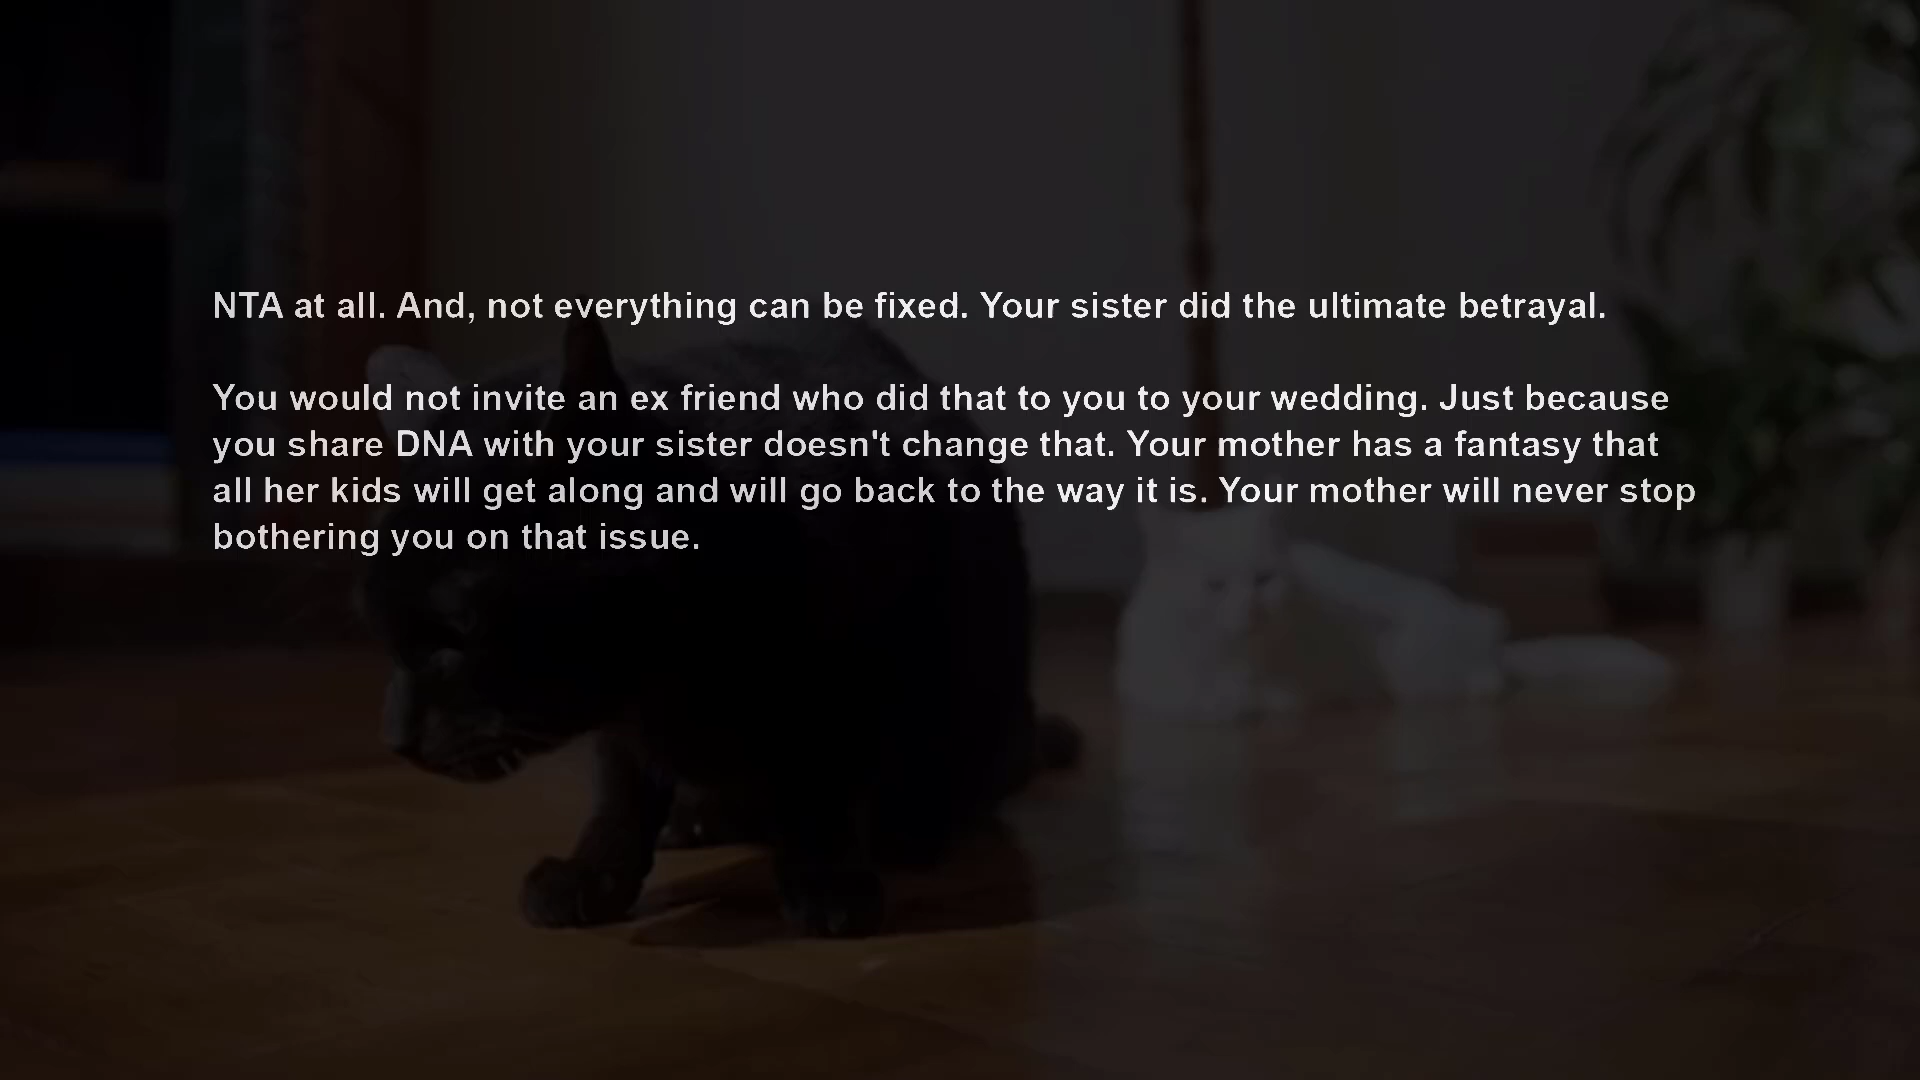 NTA at all. And, not everything can be fixed. Your sister did the ultimate betrayal.
You would not invite an ex friend who did that to you to your wedding. Just because
you share DNA with your sister doesn't change that. Your mother has a fantasy that
all her kids will get along and will go back to the way it is. Your mother will never stop
bothering you on that issue.